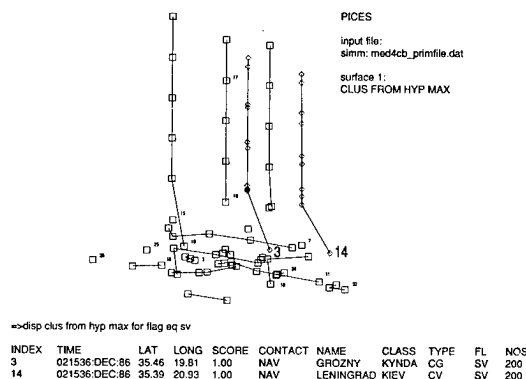 PICES
input file:
simm: med4cb_primfile.dat
surface 1:
CLUS FROM HYP MAX
3
14
=>disp clus from hyp max for flag eq sv
INDEX TIME LAT LONG SCORE CONTACT NAME CLASS TYPE FL NOS
3 021536:DEC:86 35.46 19.81 1.00 NAV GROZNY KYNDA CG SV 200
14 021536:DEC:86 35.39 20.93 1.00 NAV LENINGRAD KIEV CV SV 200